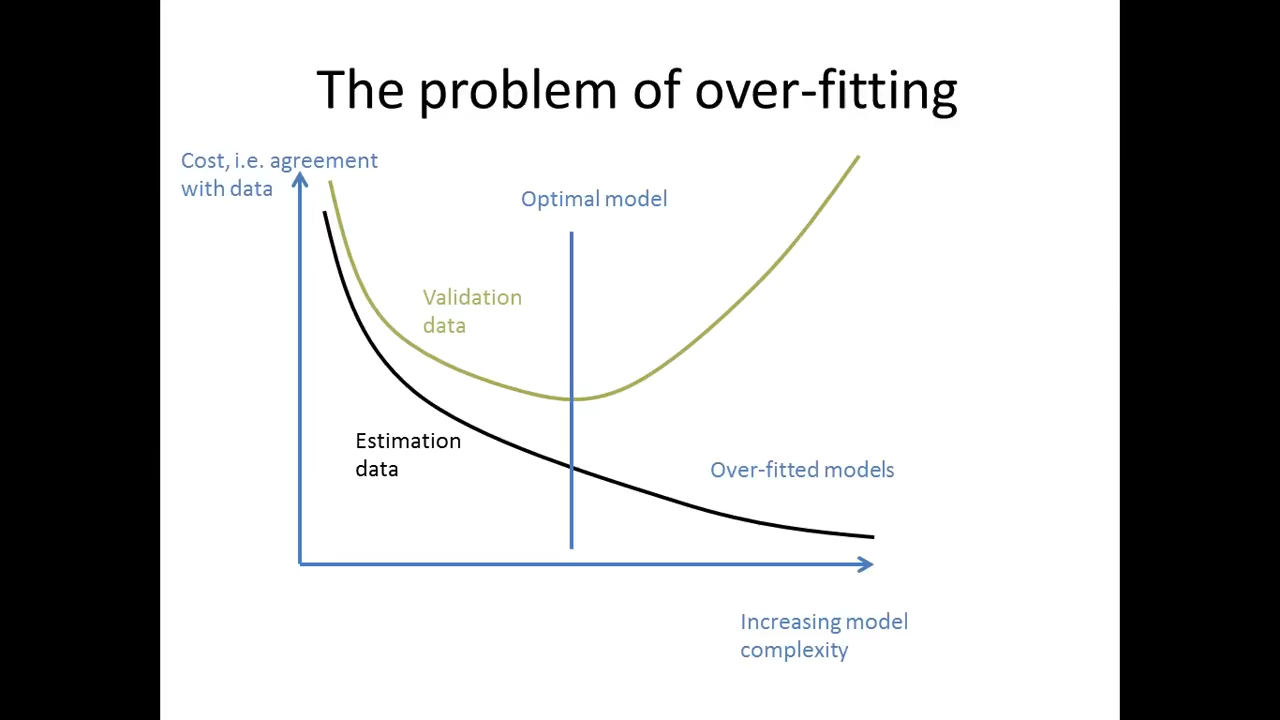 The problem of over-fitting
Cost, i.e. agreement
with data
Optimal model
Validation
data
Estimation
data
Over-fitted models
Increasing model
complexity